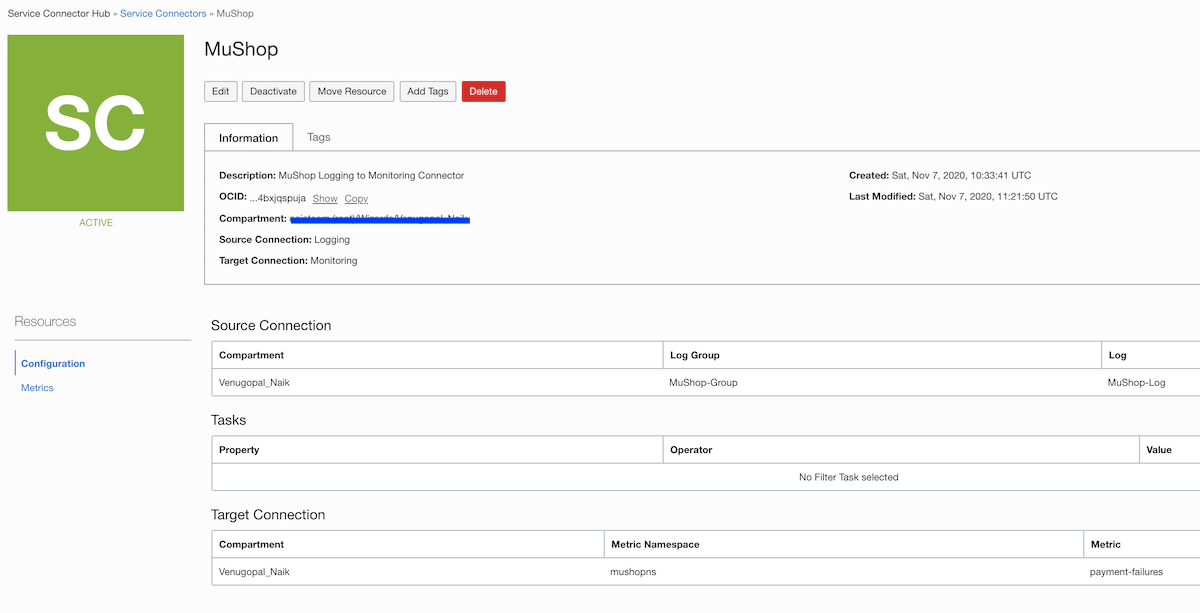 Service Connector Hub » Service Connectors » MuShop
SC
ACTIVE
MuShop
Edit Deactivate Move Resource Add Tags Delete
Information Tags
Description: MuShop Logging to Monitoring Connector
OCID: ...4bxjqspuja Show Copy
Compartment:
Source Connection: Logging
Target Connection: Monitoring
Created: Sat, Nov 7, 2020, 10:33:41 UTC
Last Modified: Sat, Nov 7, 2020, 11:21:50 UTC
Resources
Configuration
Metrics
Source Connection
Compartment Log Group Log
Venugopal_Naik MuShop-Group MuShop-Log
Tasks
Property Operator Value
No Filter Task selected
Target Connection
Compartment Metric Namespace Metric
Venugopal_Naik mushopns payment-failures